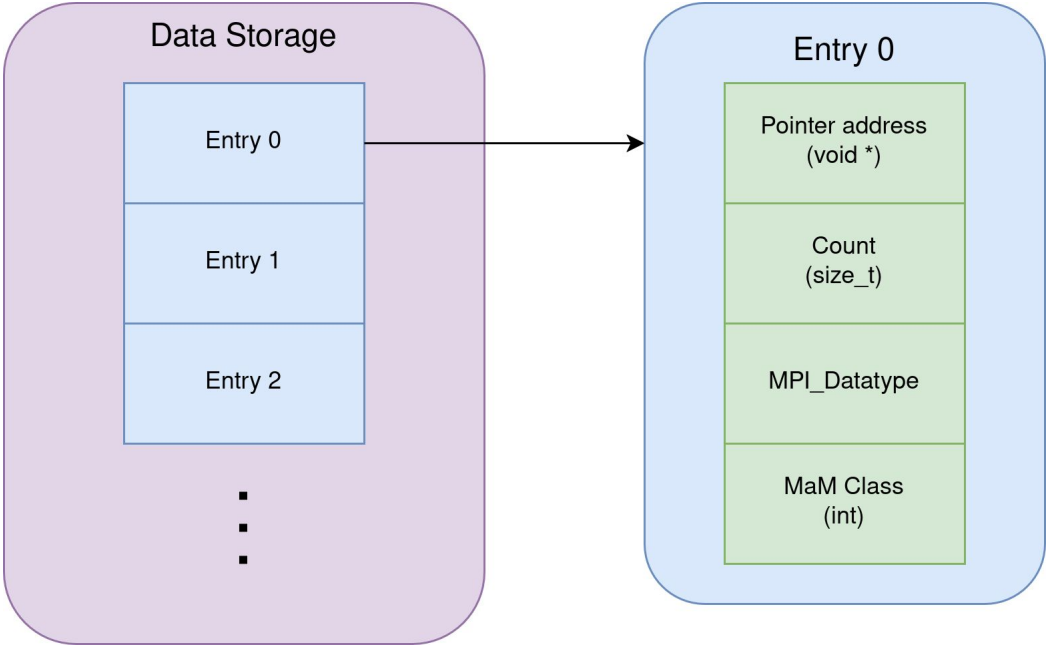 Data Storage
Entry 0
Entry 1
Entry 2
Entry 0
Pointer address
(void *)
Count
(size_t)
MPI_Datatype
MaM Class
(int)